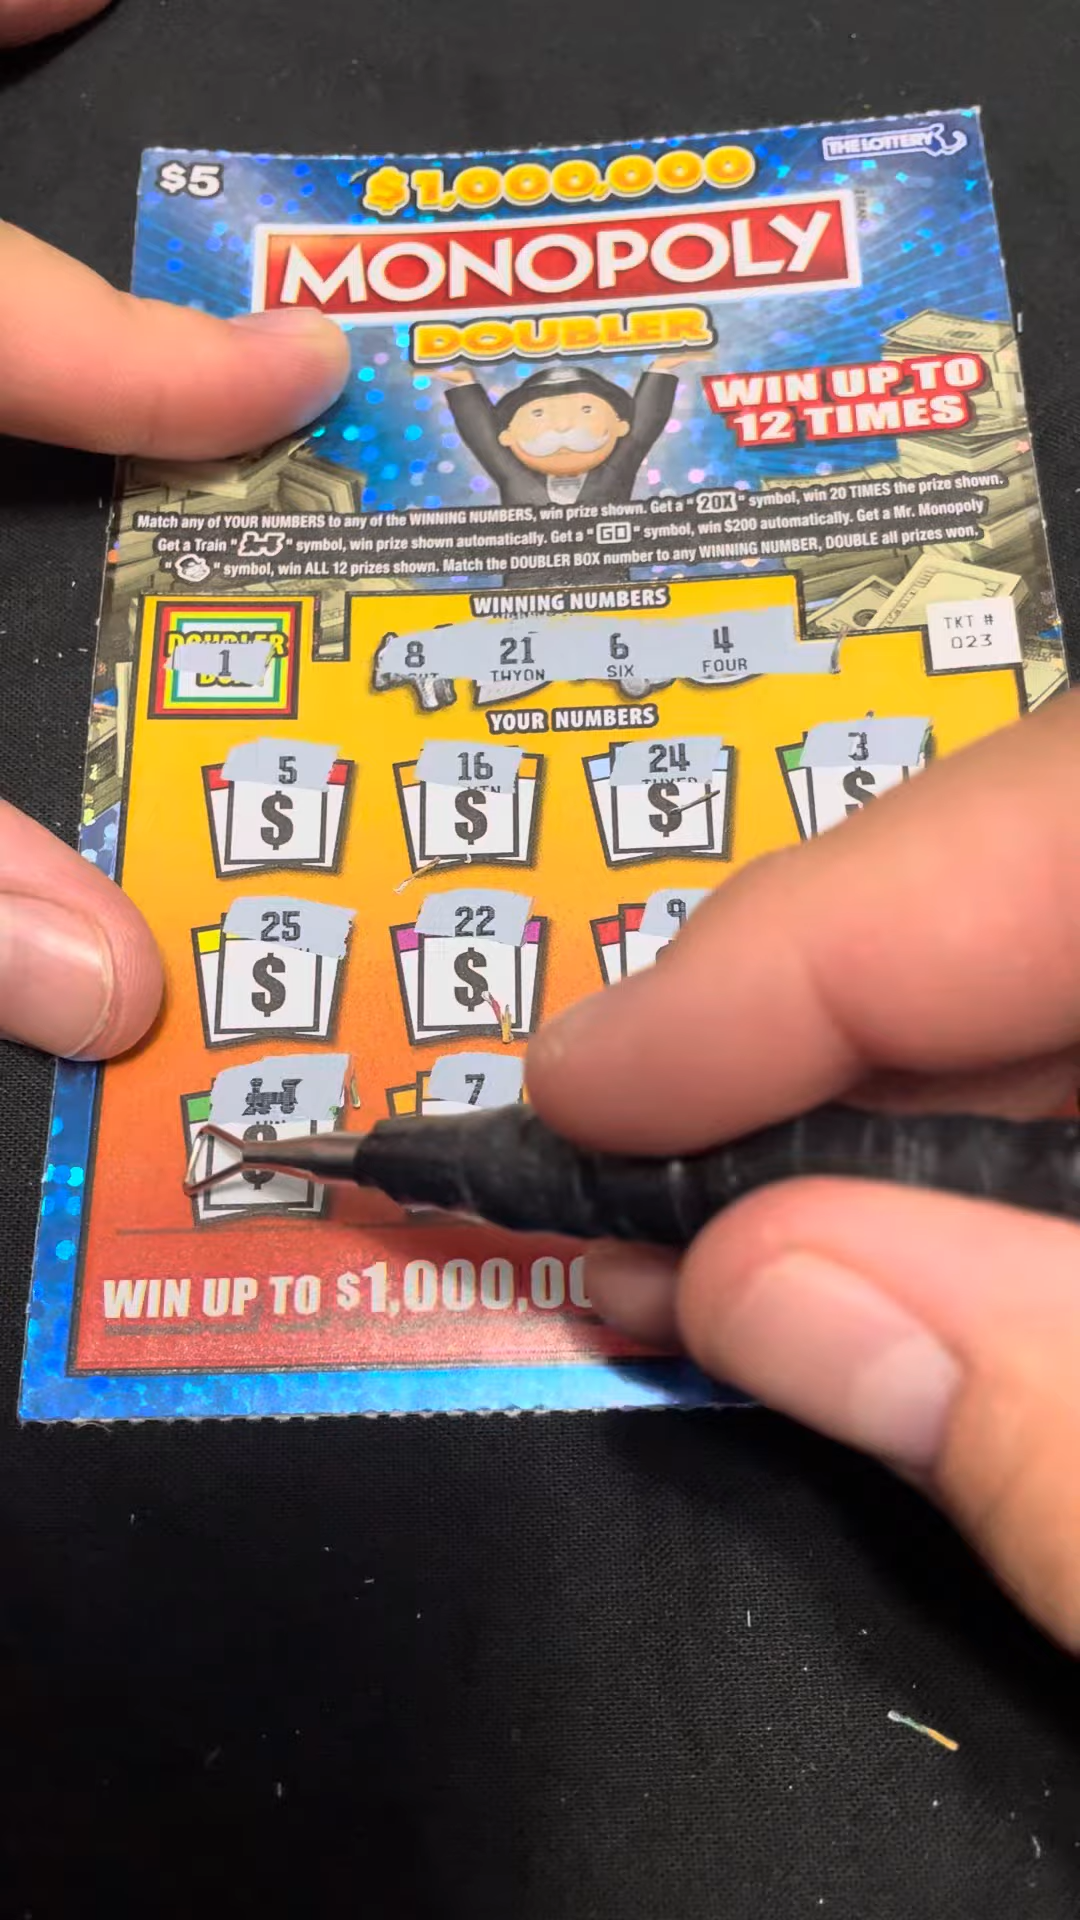 $5
$1,000,000
THE LOTTERY
MONOPOLY
DOUBLER
WIN UP TO
12 TIMES
Match any of YOUR NUMBERS to any of the WINNING NUMBERS, win prize shown. Get a "20X" symbol, win 20 TIMES the prize shown.
Get a Train " " symbol, win prize shown automatically. Get a "GO" symbol, win $200 automatically. Get a Mr. Monopoly
" " symbol, win ALL 12 prizes shown. Match the DOUBLER BOX number to any WINNING NUMBER, DOUBLE all prizes won.
WINNING NUMBERS
TKT #
023
DOUBLER
1
8 21 6 4
THYON SIX FOUR
YOUR NUMBERS
5 16 24 3
$ $ $ $
25 22 9
$ $
7
WIN UP TO $1,000,00